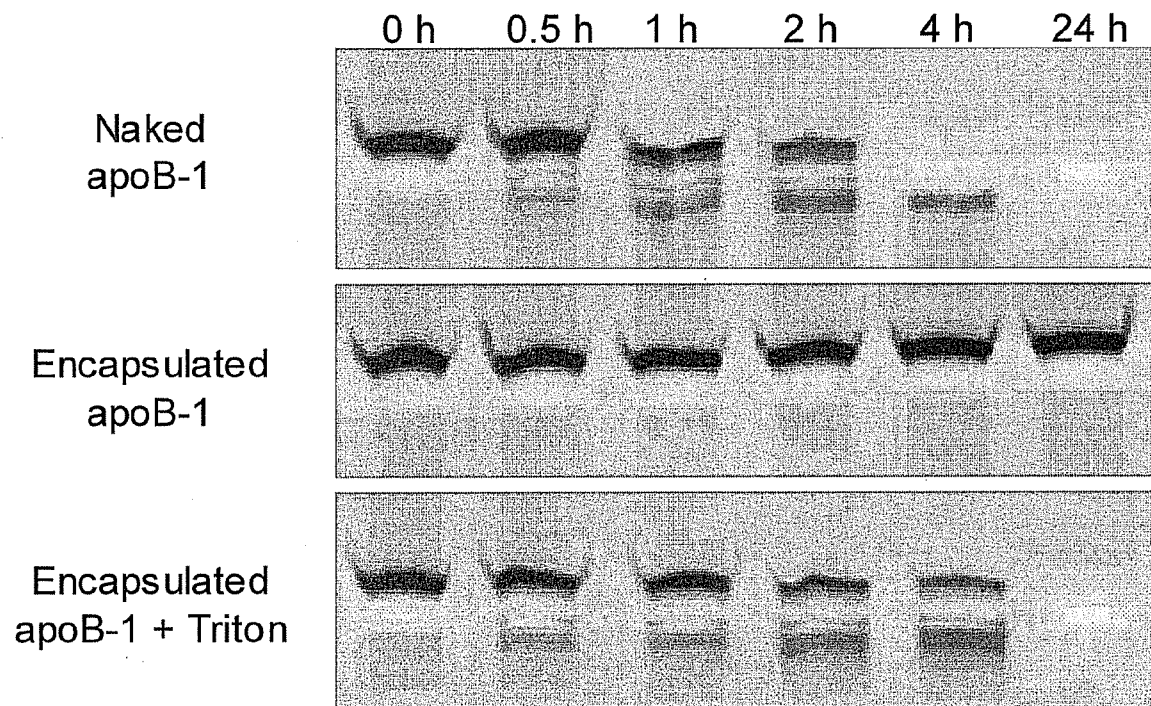 0 h 0.5 h 1 h 2 h 4 h 24 h
Naked
apoB-1
Encapsulated
apoB-1
Encapsulated
apoB-1 + Triton